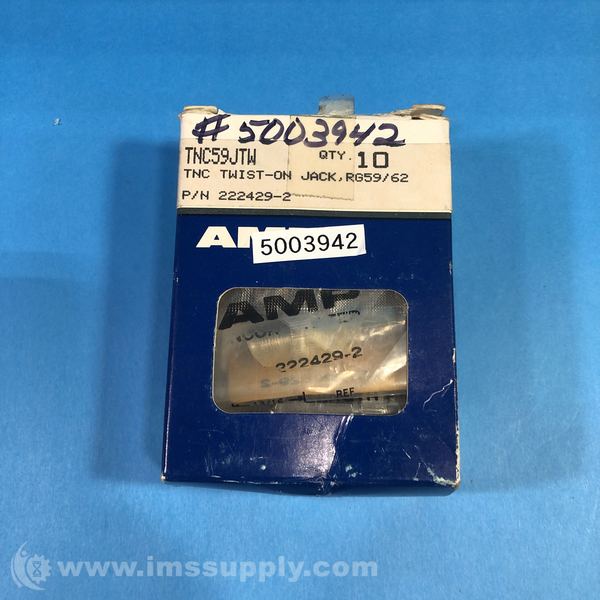 # 5003942
TNC59JTW QTY. 10
TNC TWIST-ON JACK,RG59/62
P/N 222429-2
AM
5003942
AMP
222429-2
REF
www.imssupply.com